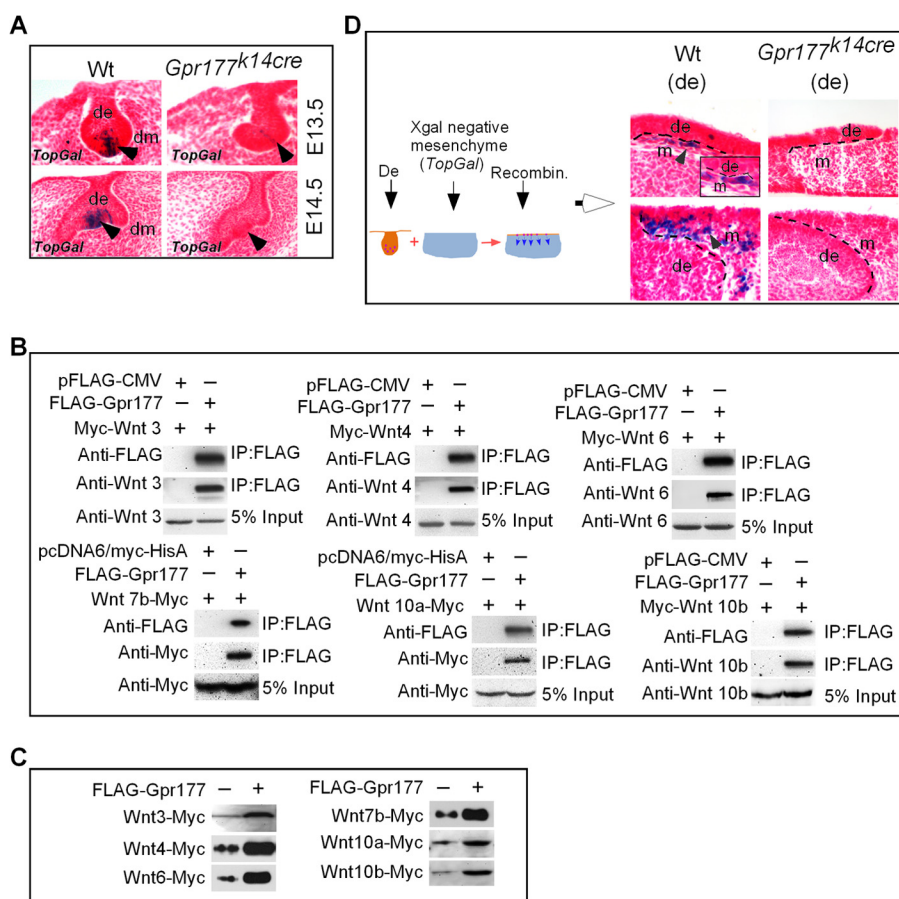 A
Wt
Gpr177k14cre
de
dm
TopGal
TopGal
E13.5
de
dm
TopGal
TopGal
E14.5
D
Xgal negative
mesenchyme
(TopGal)
De
Recombin.
+
Wt
(de)
Gpr177k14cre
(de)
de
m
de
m
de
m
m
de
m
de
B
pFLAG-CMV + –
FLAG-Gpr177 – +
Myc-Wnt 3 + +
Anti-FLAG IP:FLAG
Anti-Wnt 3 IP:FLAG
Anti-Wnt 3 5% Input
pFLAG-CMV + –
FLAG-Gpr177 – +
Myc-Wnt4 + +
Anti-FLAG IP:FLAG
Anti-Wnt 4 IP:FLAG
Anti-Wnt 4 5% Input
pFLAG-CMV + –
FLAG-Gpr177 – +
Myc-Wnt 6 + +
Anti-FLAG IP:FLAG
Anti-Wnt 6 IP:FLAG
Anti-Wnt 6 5% Input
pcDNA6/myc-HisA + –
FLAG-Gpr177 – +
Wnt 7b-Myc + +
Anti-FLAG IP:FLAG
Anti-Myc IP:FLAG
Anti-Myc 5% Input
pcDNA6/myc-HisA + –
FLAG-Gpr177 – +
Wnt 10a-Myc + +
Anti-FLAG IP:FLAG
Anti-Myc IP:FLAG
Anti-Myc 5% Input
pFLAG-CMV + –
FLAG-Gpr177 – +
Myc-Wnt 10b + +
Anti-FLAG IP:FLAG
Anti-Wnt 10b IP:FLAG
Anti-Wnt 10b 5% Input
C
FLAG-Gpr177 – +
Wnt3-Myc
Wnt4-Myc
Wnt6-Myc
FLAG-Gpr177 – +
Wnt7b-Myc
Wnt10a-Myc
Wnt10b-Myc